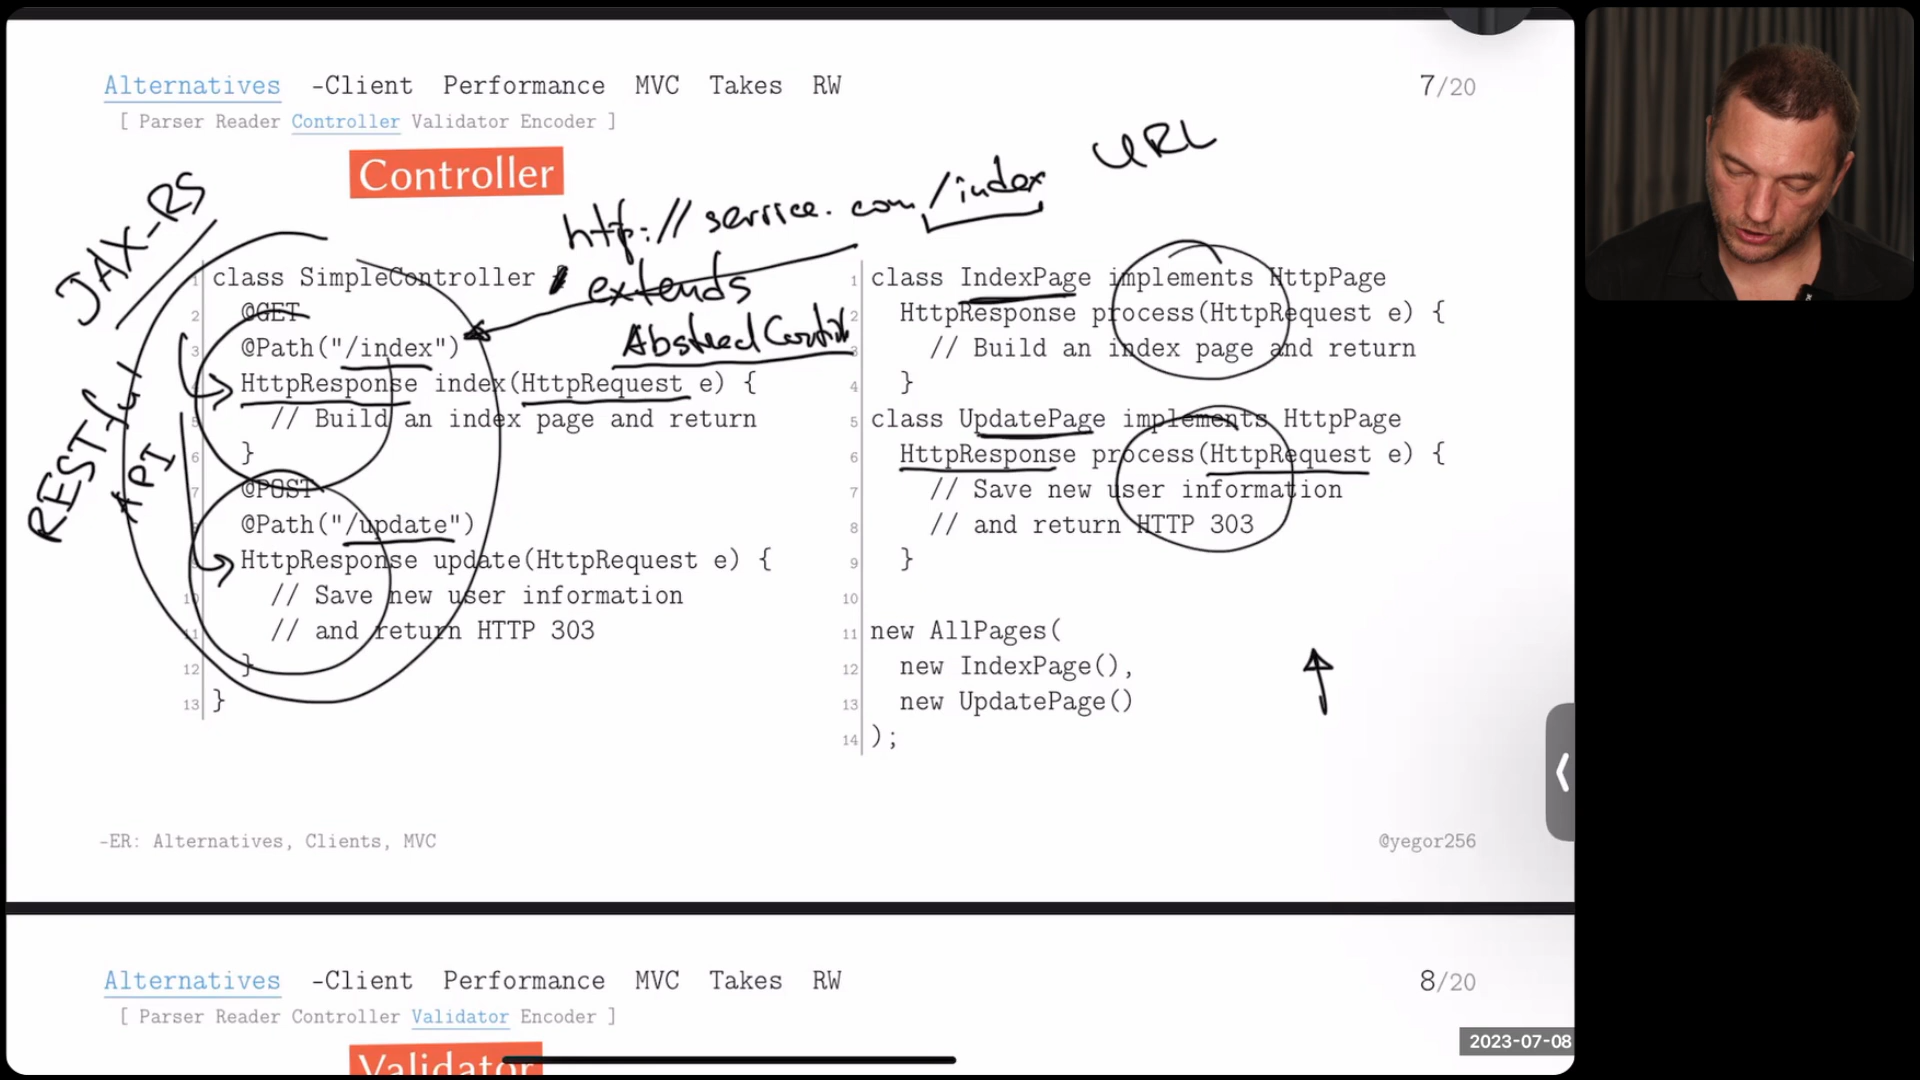 Alternatives -Client Performance MVC Takes RW 7/20
[ Parser Reader Controller Validator Encoder ]
Controller
URL
http://service.com/index
JAX-RS
RESTful
API
1 class SimpleController {
extends
2 @GET
3 @Path("/index")
4 HttpResponse index(HttpRequest e) {
5 // Build an index page and return
6 }
7 @POST
8 @Path("/update")
9 HttpResponse update(HttpRequest e) {
10 // Save new user information
11 // and return HTTP 303
12 }
13 }
1 class IndexPage implements HttpPage
2 HttpResponse process(HttpRequest e) {
3 // Build an index page and return
4 }
5 class UpdatePage implements HttpPage
6 HttpResponse process(HttpRequest e) {
7 // Save new user information
8 // and return HTTP 303
9 }
10
11 new AllPages(
12 new IndexPage(),
13 new UpdatePage()
14 );
-ER: Alternatives, Clients, MVC @yegor256
Alternatives -Client Performance MVC Takes RW 8/20
[ Parser Reader Controller Validator Encoder ]
Validator
2023-07-08